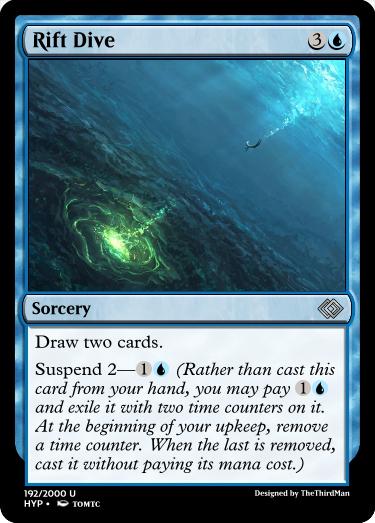 Rift Dive 3
Sorcery
Draw two cards.
Suspend 2—1 (Rather than cast this
card from your hand, you may pay 1
and exile it with two time counters on it.
At the beginning of your upkeep, remove
a time counter. When the last is removed,
cast it without paying its mana cost.)
192/2000 U
HYP • TOMTC
Designed by TheThirdMan